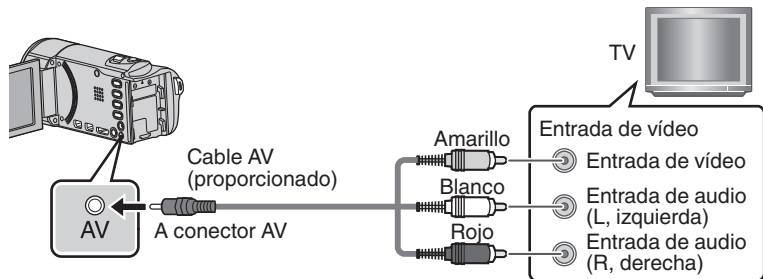 TV
Entrada de vídeo
Amarillo
Entrada de vídeo
Cable AV
(proporcionado)
Blanco
Entrada de audio
(L, izquierda)
AV
A conector AV
Rojo
Entrada de audio
(R, derecha)